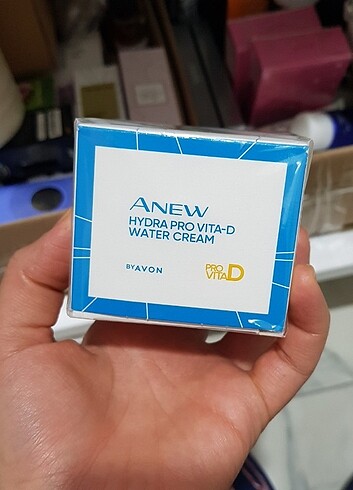 ANEW
HYDRA PRO VITA-D
WATER CREAM
BY AVON
PRO
VITA D